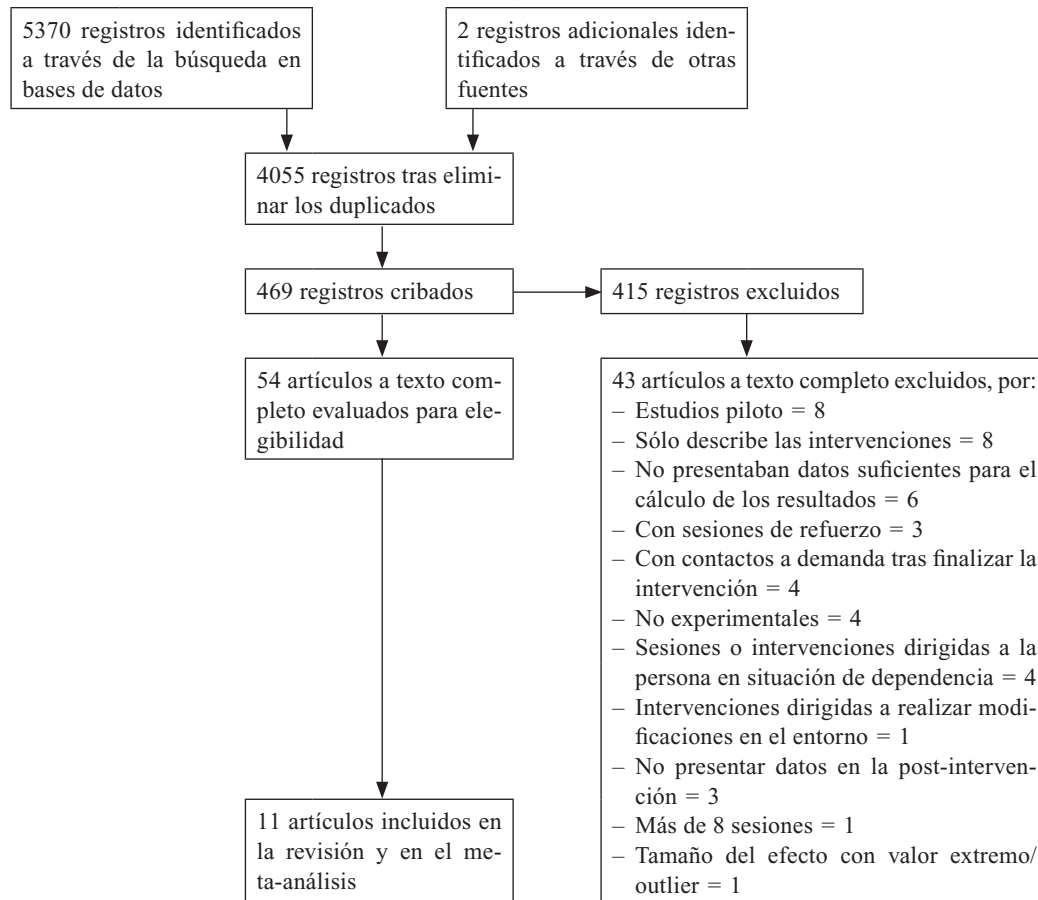 5370 registros identificados
a través de la búsqueda en
bases de datos
2 registros adicionales iden-
tificados a través de otras
fuentes
4055 registros tras elimi-
nar los duplicados
469 registros cribados
415 registros excluidos
54 artículos a texto com-
pleto evaluados para ele-
gibilidad
43 artículos a texto completo excluidos, por:
– Estudios piloto = 8
– Sólo describe las intervenciones = 8
– No presentaban datos suficientes para el
cálculo de los resultados = 6
– Con sesiones de refuerzo = 3
– Con contactos a demanda tras finalizar la
intervención = 4
– No experimentales = 4
– Sesiones o intervenciones dirigidas a la
persona en situación de dependencia = 4
– Intervenciones dirigidas a realizar modi-
ficaciones en el entorno = 1
– No presentar datos en la post-interven-
ción = 3
– Más de 8 sesiones = 1
– Tamaño del efecto con valor extremo/
outlier = 1
11 artículos incluidos en
la revisión y en el me-
ta-análisis